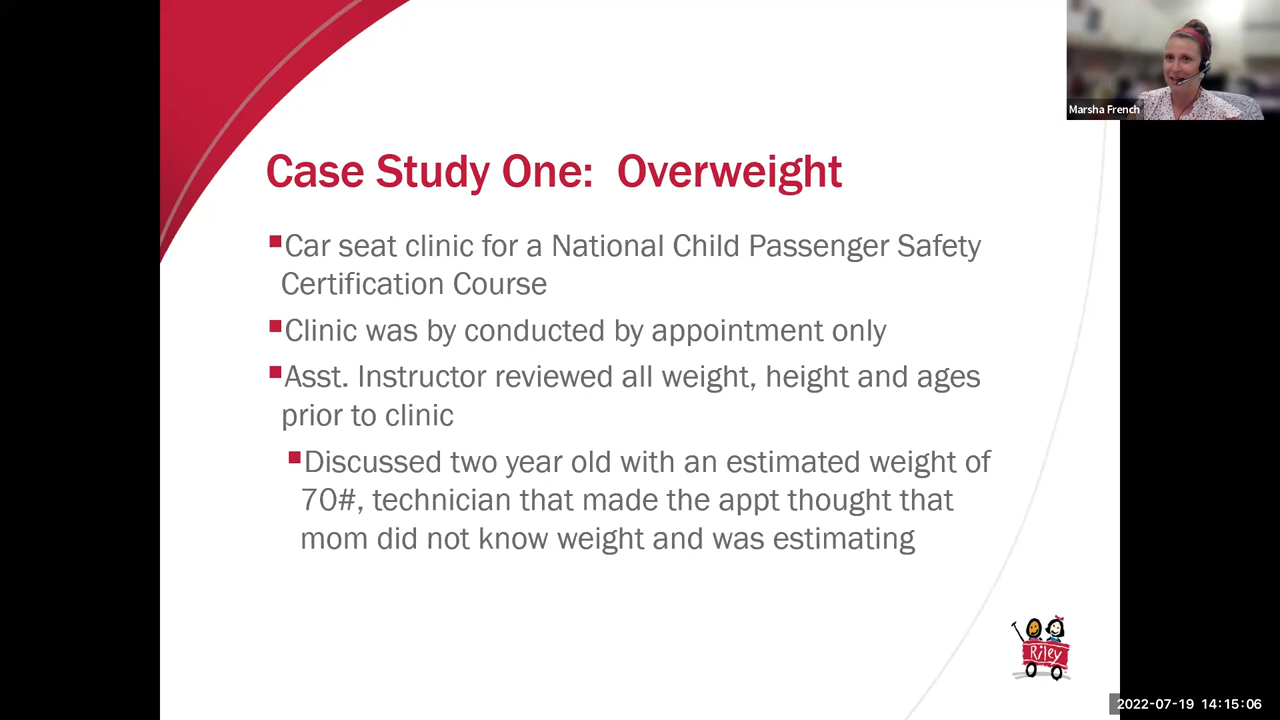 Marsha French
Case Study One: Overweight
Car seat clinic for a National Child Passenger Safety
Certification Course
Clinic was by conducted by appointment only
Asst. Instructor reviewed all weight, height and ages
prior to clinic
Discussed two year old with an estimated weight of
70#, technician that made the appt thought that
mom did not know weight and was estimating
Riley
2022-07-19 14:15:06